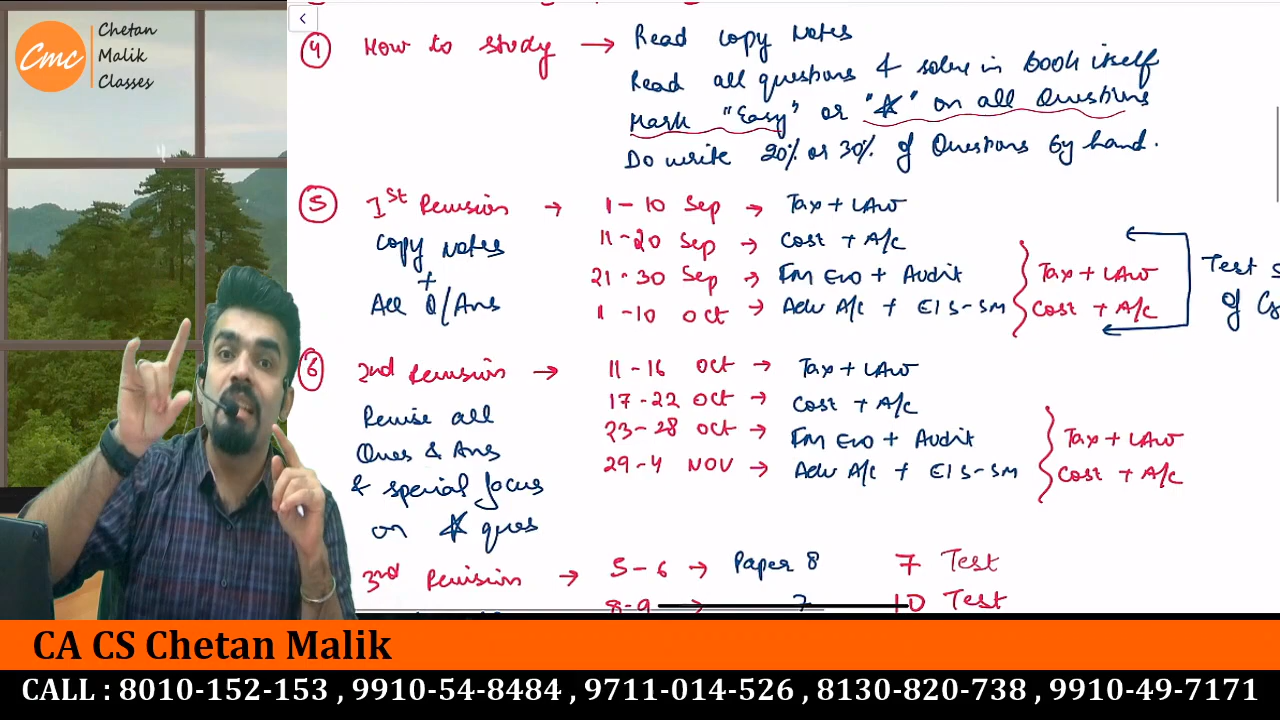 Cmc
Chetan
Malik
Classes
<
④ How to study → Read copy Notes
Read all questions & solve in book itself
Mark "Easy" or "☆" on all Questions
Do write 20% or 30% of Questions by hand.
⑤ 1st Revision → 1-10 Sep → Tax + LAW
Copy Notes
+
All Q/Ans
11-20 Sep → Cost + A/c
21-30 Sep → FM ECO + Audit
1-10 Oct → Adv A/c + EIS-SM
Tax + LAW
Cost + A/c
Test
of
⑥ 2nd Revision → 11-16 Oct → Tax + LAW
Revise all
Ques & Ans
& special focus
on ☆ ques
17-22 Oct → Cost + A/c
23-28 Oct → FM ECO + Audit
29-4 NOV → Adv A/c + EIS-SM
Tax + LAW
Cost + A/c
3rd Revision → 5-6 → Paper 8 7 Test
8-9 → 7 10 Test
CA CS Chetan Malik
CALL : 8010-152-153 , 9910-54-8484 , 9711-014-526 , 8130-820-738 , 9910-49-7171